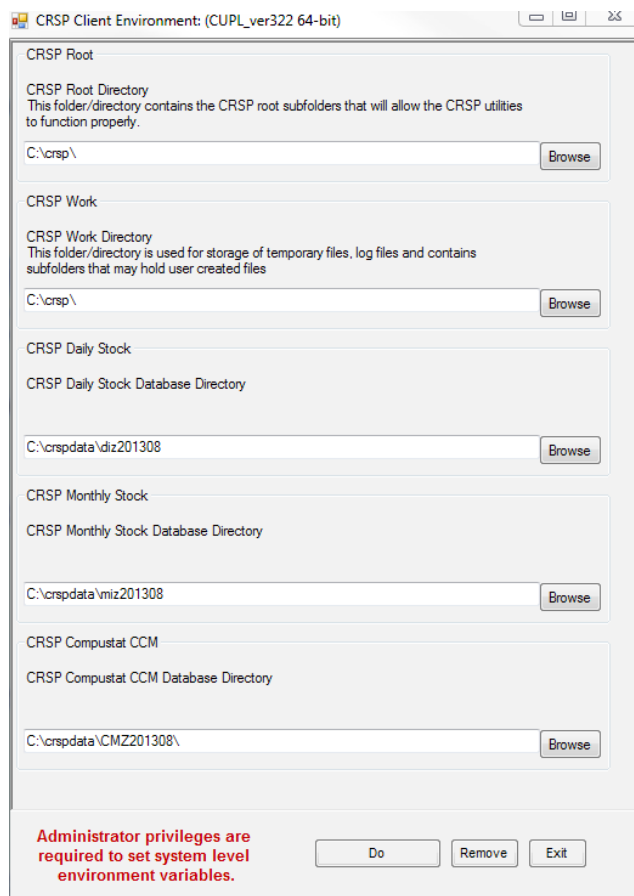 CRSP Client Environment: (CUPL_ver322 64-bit)
CRSP Root
CRSP Root Directory
This folder/directory contains the CRSP root subfolders that will allow the CRSP utilities
to function properly.
C:\crsp\
Browse
CRSP Work
CRSP Work Directory
This folder/directory is used for storage of temporary files, log files and contains
subfolders that may hold user created files
C:\crsp\
Browse
CRSP Daily Stock
CRSP Daily Stock Database Directory
C:\crspdata\diz201308
Browse
CRSP Monthly Stock
CRSP Monthly Stock Database Directory
C:\crspdata\miz201308
Browse
CRSP Compustat CCM
CRSP Compustat CCM Database Directory
C:\crspdata\CMZ201308\
Browse
Administrator privileges are
required to set system level
environment variables.
Do
Remove
Exit